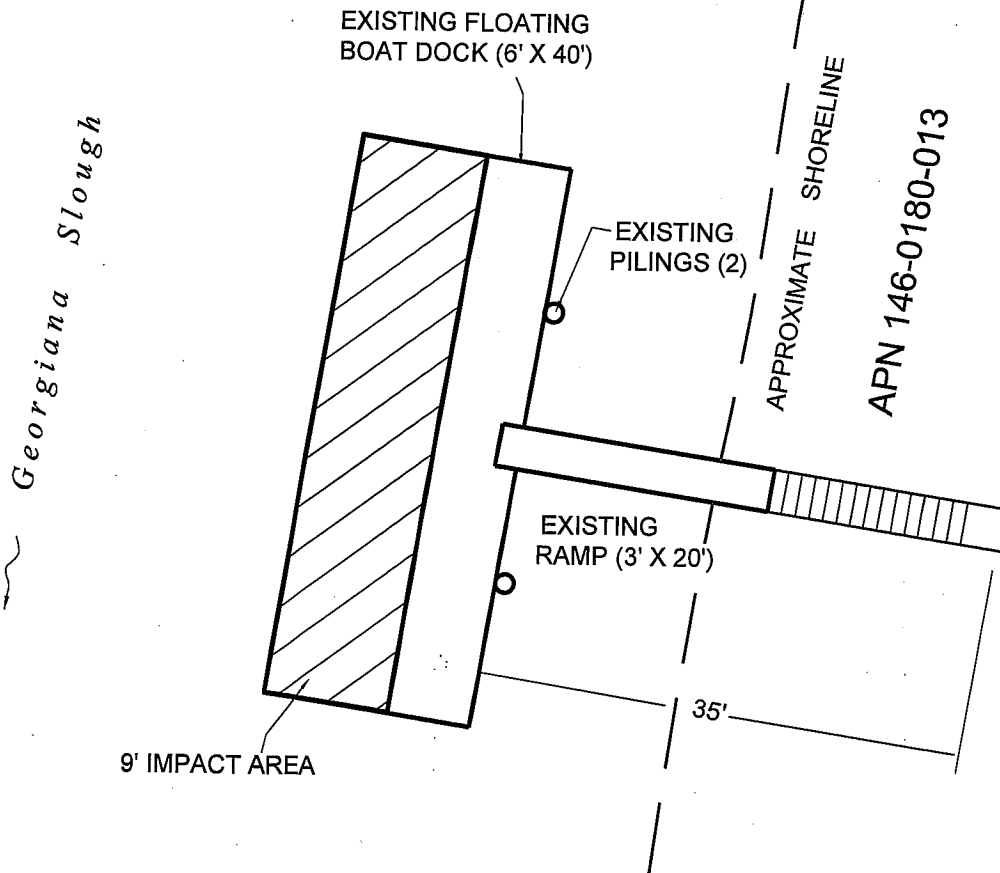 EXISTING FLOATING
BOAT DOCK (6' X 40')
Georgiana Slough
APPROXIMATE SHORELINE
APN 146-0180-013
EXISTING
PILINGS (2)
EXISTING
RAMP (3' X 20')
35'
9' IMPACT AREA